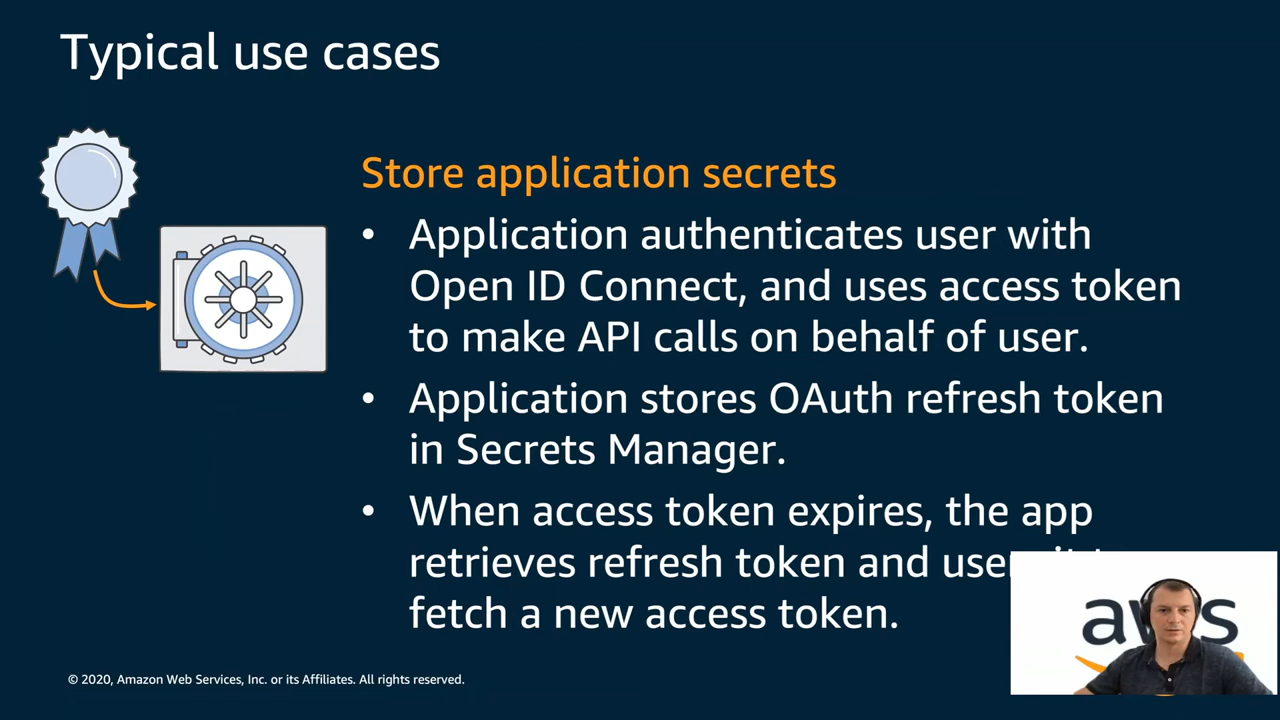 Typical use cases
Store application secrets
• Application authenticates user with
Open ID Connect, and uses access token
to make API calls on behalf of user.
• Application stores OAuth refresh token
in Secrets Manager.
• When access token expires, the app
retrieves refresh token and
fetch a new access token.
aws
© 2020, Amazon Web Services, Inc. or its Affiliates. All rights reserved.